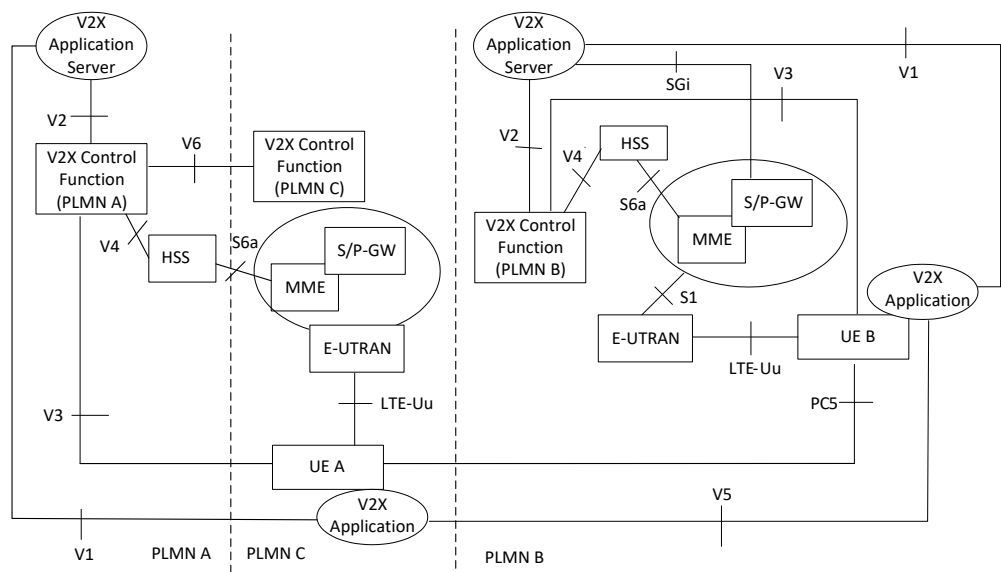 V2X
Application
Server
V2
V2X Control
Function
(PLMN A)
V6
V2X Control
Function
(PLMN C)
V4
HSS
S6a
S/P-GW
MME
E-UTRAN
LTE-Uu
V3
UE A
V2X
Application
V1
PLMN A
PLMN C
V2X
Application
Server
V1
SGi
V3
V2
V4
HSS
S6a
S/P-GW
MME
V2X Control
Function
(PLMN B)
S1
V2X
Application
E-UTRAN
UE B
LTE-Uu
PC5
V5
PLMN B